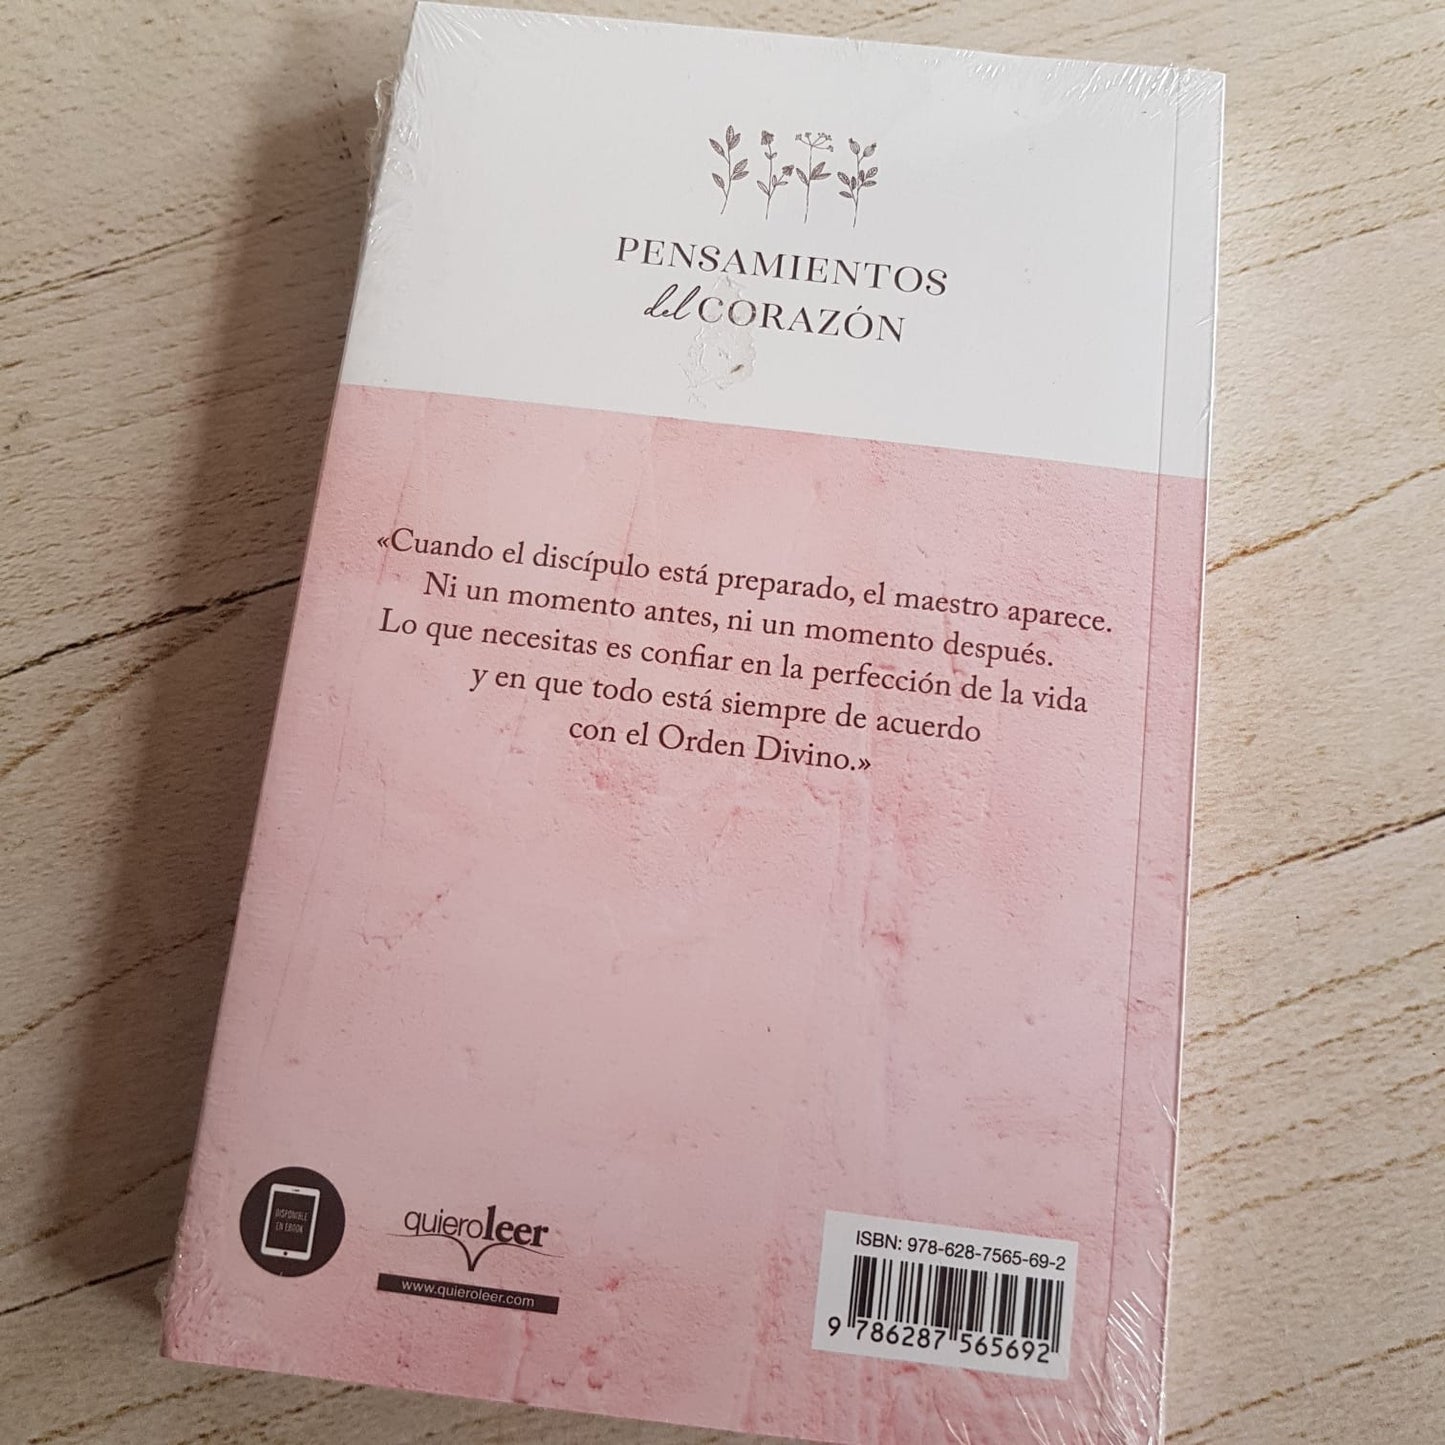 PENSAMIENTOS
del CORAZÓN
«Cuando el discípulo está preparado, el maestro aparece.
Ni un momento antes, ni un momento después.
Lo que necesitas es confiar en la perfección de la vida
y en que todo está siempre de acuerdo
con el Orden Divino.»
DISPONIBLE
EN EBOOK
quieroleer
www.quieroleer.com
ISBN: 978-628-7565-69-2
9 786287 565692